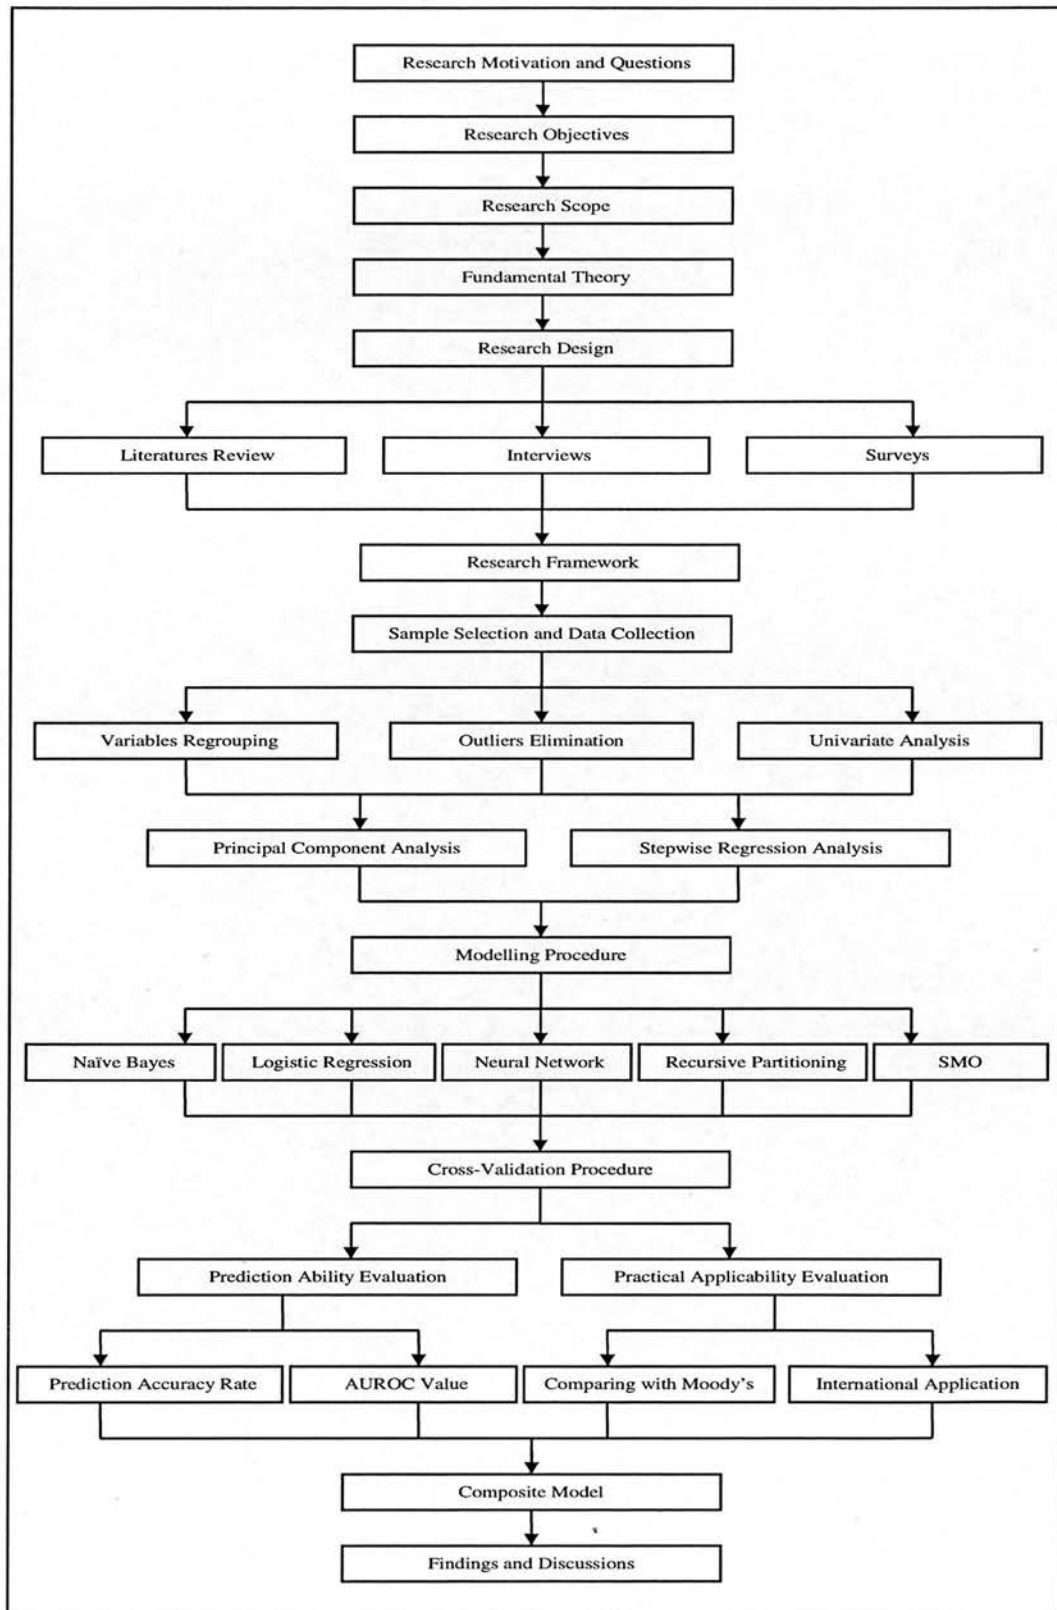 Research Motivation and Questions
Research Objectives
Research Scope
Fundamental Theory
Research Design
Literatures Review
Interviews
Surveys
Research Framework
Sample Selection and Data Collection
Variables Regrouping
Outliers Elimination
Univariate Analysis
Principal Component Analysis
Stepwise Regression Analysis
Modelling Procedure
Naïve Bayes
Logistic Regression
Neural Network
Recursive Partitioning
SMO
Cross-Validation Procedure
Prediction Ability Evaluation
Practical Applicability Evaluation
Prediction Accuracy Rate
AUROC Value
Comparing with Moody's
International Application
Composite Model
Findings and Discussions